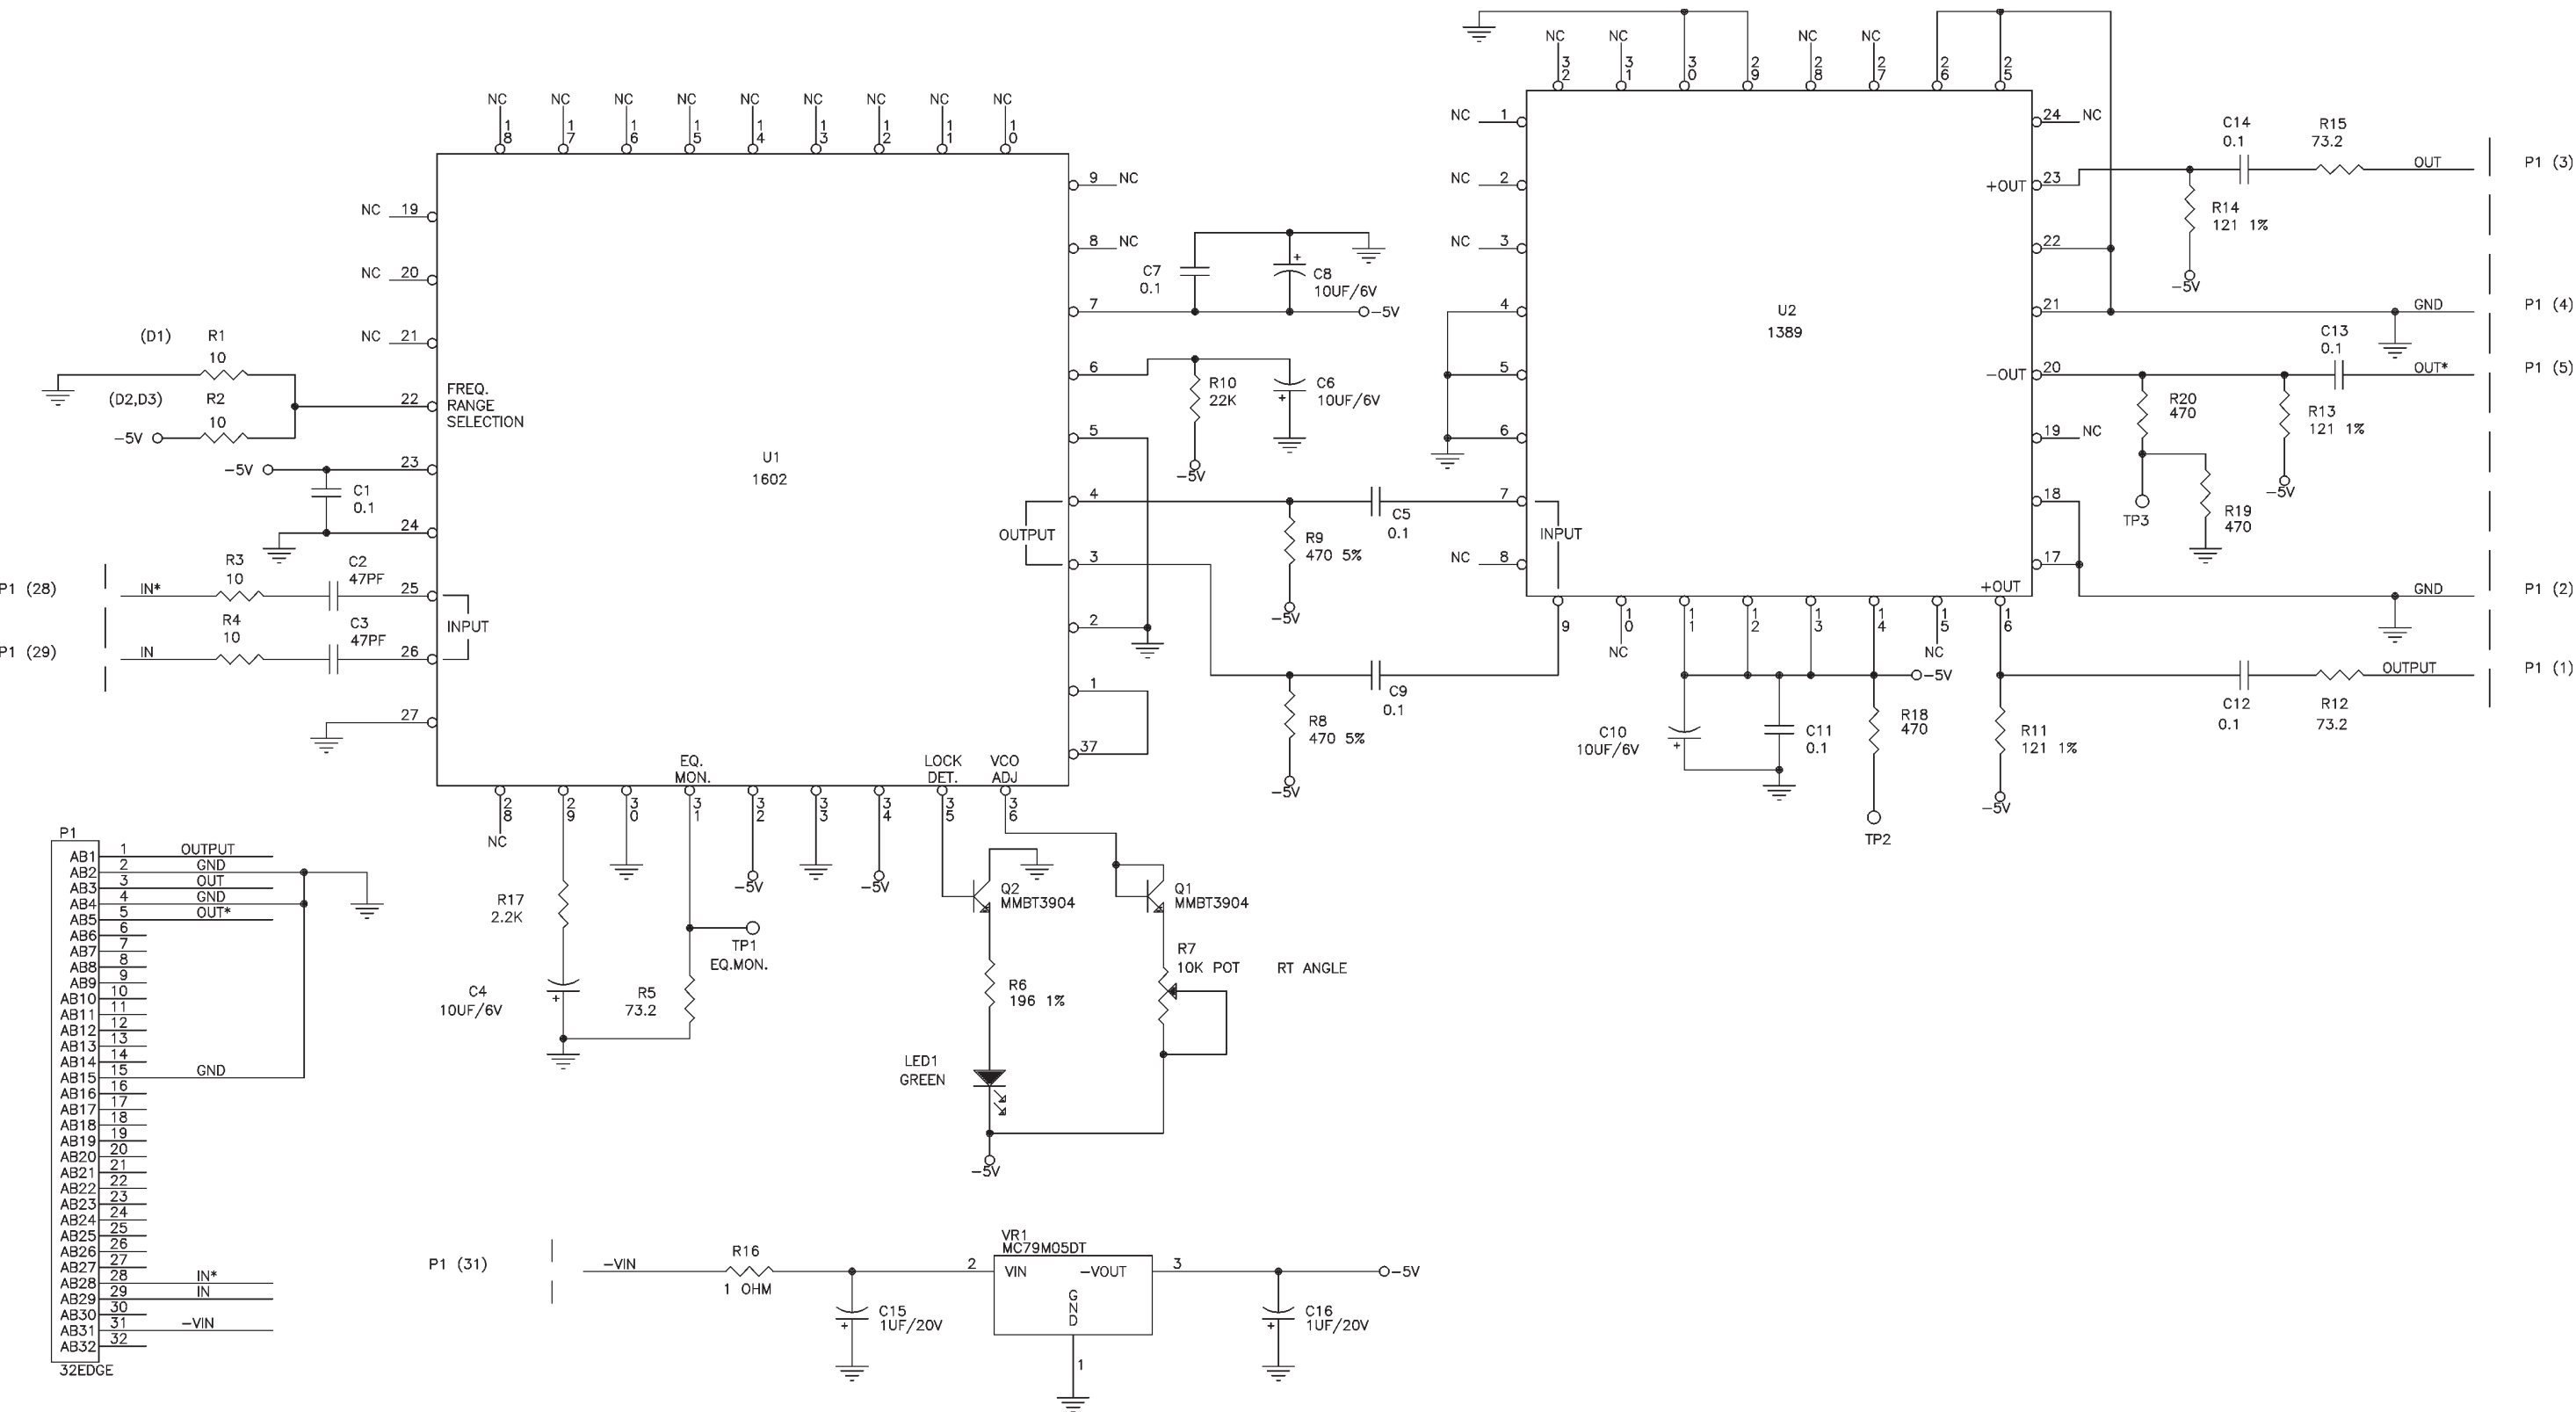 NC NC NC NC NC NC NC NC NC
18 17 16 15 14 13 12 11 10
NC 19
NC 20
NC 21
(D1) R1
10
(D2,D3) R2
10
-5V
22 FREQ.
RANGE
SELECTION
-5V 23
C1
0.1
24
P1 (28) IN* R3
10
C2
47PF
25
INPUT
P1 (29) IN R4
10
C3
47PF
26
27
U1
1602
9 NC
8 NC
7 -5V
C7
0.1
C8
10UF/6V
+
6
R10
22K
-5V
C6
10UF/6V
+
5
4
OUTPUT
3
2
1
37
R9
470 5%
-5V
C5
0.1
R8
470 5%
-5V
C9
0.1
EQ.
MON.
LOCK
DET.
VCO
ADJ
28 29 30 31 32 33 34 35 36
NC
-5V
-5V
R17
2.2K
C4
10UF/6V
+
R5
73.2
TP1
EQ.MON.
Q2
MMBT3904
Q1
MMBT3904
R6
196 1%
R7
10K POT RT ANGLE
LED1
GREEN
-5V
NC NC NC NC
32 31 30 29 28 27 26 25
NC 1
NC 2
NC 3
4
5
6
7
INPUT
NC 8
U2
1389
24 NC
+OUT 23
22
21
-OUT 20
19 NC
18
17
+OUT
9 10 11 12 13 14 15 16
NC
NC
-5V
C10
10UF/6V
+
C11
0.1
R18
470
TP2
R11
121 1%
-5V
C14
0.1
R15
73.2
OUT P1 (3)
R14
121 1%
-5V
GND P1 (4)
C13
0.1
OUT* P1 (5)
R20
470
R13
121 1%
-5V
TP3
R19
470
GND P1 (2)
OUTPUT P1 (1)
C12
0.1
R12
73.2
P1
AB1 1 OUTPUT
AB2 2 GND
AB3 3 OUT
AB4 4 GND
AB5 5 OUT*
AB6 6
AB7 7
AB8 8
AB9 9
AB10 10
AB11 11
AB12 12
AB13 13
AB14 14
AB15 15 GND
AB16 16
AB17 17
AB18 18
AB19 19
AB20 20
AB21 21
AB22 22
AB23 23
AB24 24
AB25 25
AB26 26
AB27 27
AB28 28 IN*
AB29 29 IN
AB30 30
AB31 31 -VIN
AB32 32
32EDGE
P1 (31) -VIN
R16
1 OHM
C15
1UF/20V
+
VR1
MC79M05DT
2 VIN -VOUT 3
GND
1
C16
1UF/20V
+
-5V